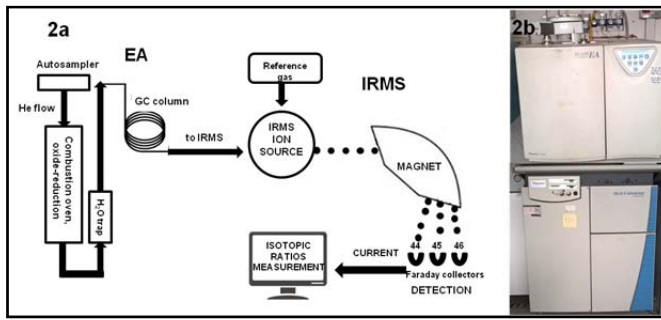 2a
EA
Autosampler
He flow
Combustion oven,
oxide-reduction
H₂O trap
GC column
to IRMS
Reference
gas
IRMS
IRMS
ION
SOURCE
MAGNET
44 45 46
Faraday collectors
DETECTION
CURRENT
ISOTOPIC
RATIOS
MEASUREMENT
2b
EA